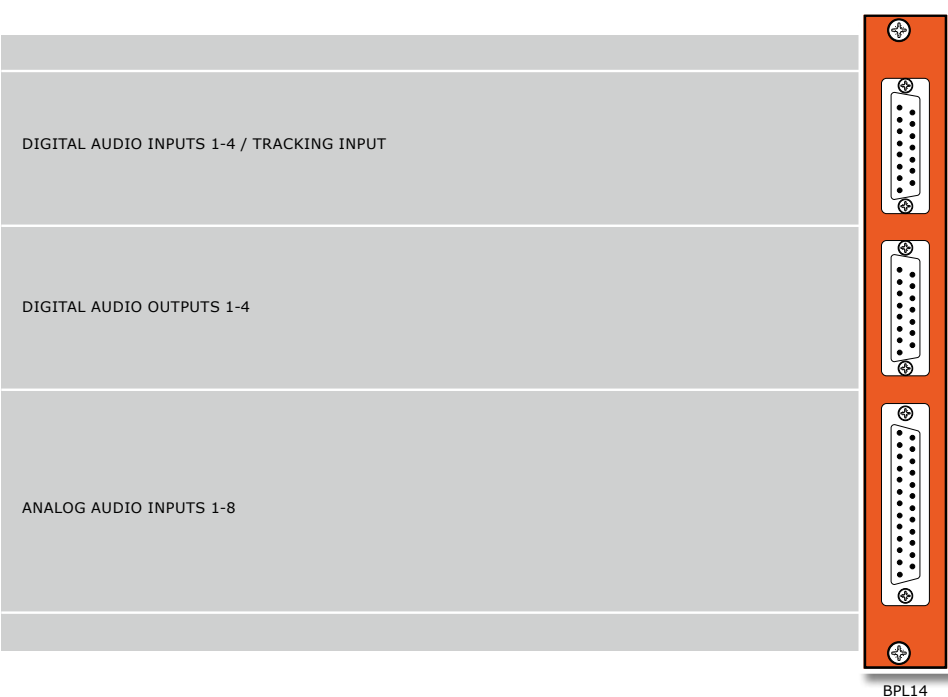 DIGITAL AUDIO INPUTS 1-4 / TRACKING INPUT
DIGITAL AUDIO OUTPUTS 1-4
ANALOG AUDIO INPUTS 1-8
BPL14